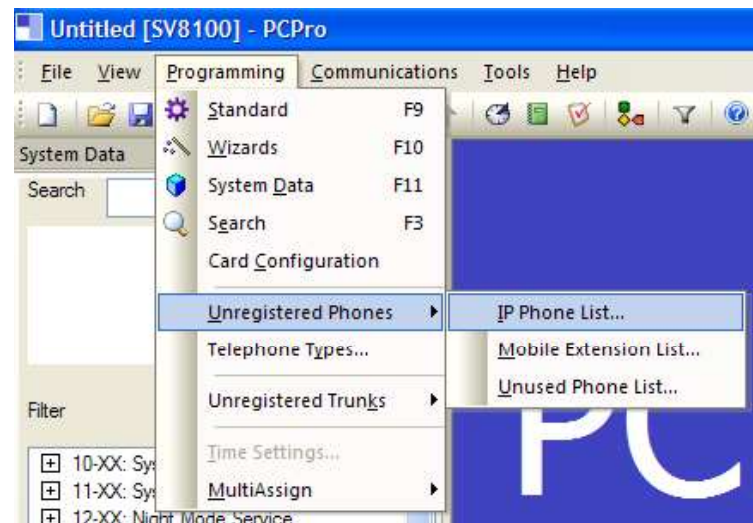 Untitled [SV8100] - PCPro
File View Programming Communications Tools Help
System Data
Search
Standard F9
Wizards F10
System Data F11
Search F3
Card Configuration
Unregistered Phones
IP Phone List...
Telephone Types...
Mobile Extension List...
Unregistered Trunks
Unused Phone List...
Filter
Time Settings...
MultiAssign
10-XX: Sy
11-XX: Sy
12-XX: Night Mode Service
PC